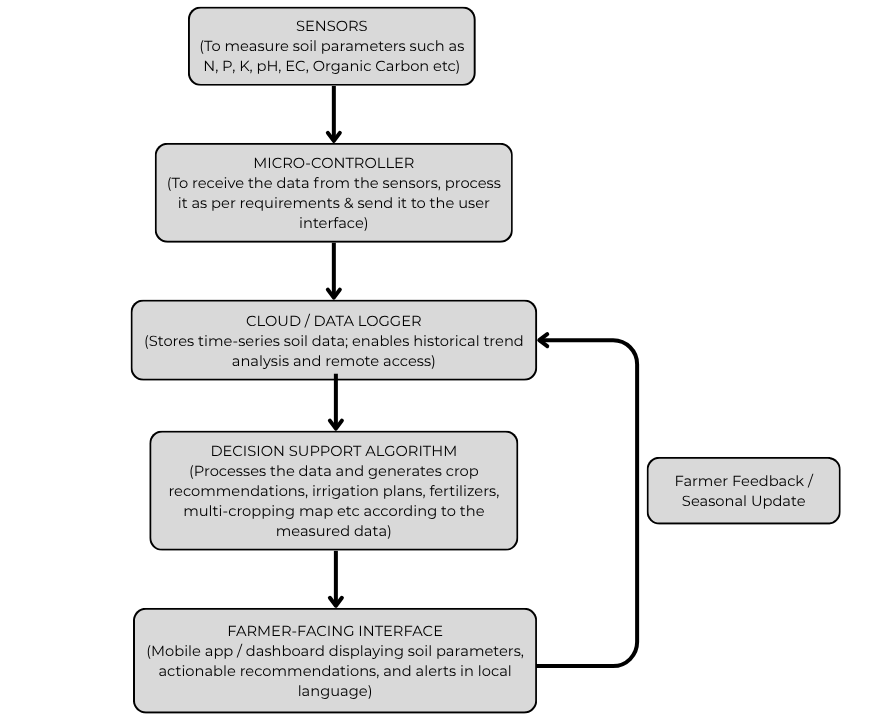 SENSORS
(To measure soil parameters such as
N, P, K, pH, EC, Organic Carbon etc)
MICRO-CONTROLLER
(To receive the data from the sensors, process
it as per requirements & send it to the user
interface)
CLOUD / DATA LOGGER
(Stores time-series soil data; enables historical trend
analysis and remote access)
DECISION SUPPORT ALGORITHM
(Processes the data and generates crop
recommendations, irrigation plans, fertilizers,
multi-cropping map etc according to the
measured data)
Farmer Feedback /
Seasonal Update
FARMER-FACING INTERFACE
(Mobile app / dashboard displaying soil parameters,
actionable recommendations, and alerts in local
language)